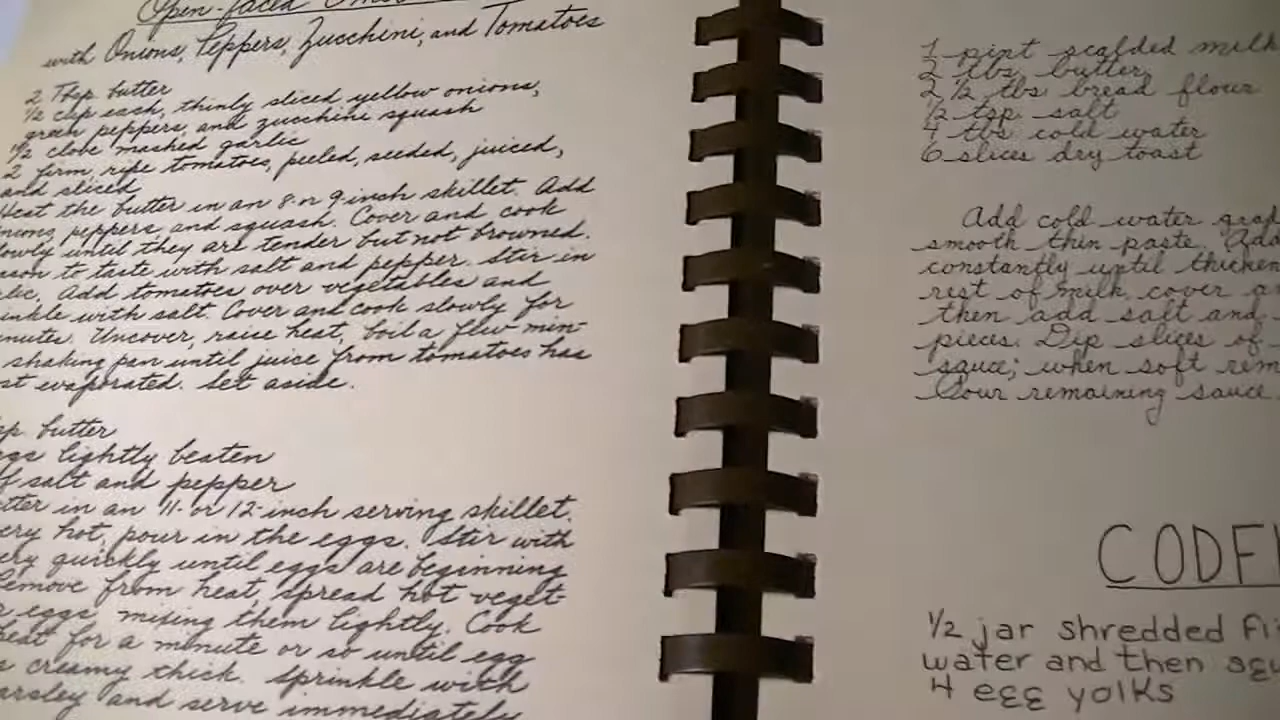 Open-faced
with Onions, Peppers, Zucchini, and Tomatoes
2 Tbsp butter
1/2 cup each, thinly sliced yellow onions,
green peppers, and zucchini squash
1/2 clove mashed garlic
2 firm, ripe tomatoes, peeled, seeded, juiced,
and sliced
Heat the butter in an 8- 9-inch skillet. Add
peppers and squash. Cover and cook
slowly until they are tender but not browned.
to taste with salt and pepper. Stir in
Add tomatoes over vegetables and
with salt. Cover and cook slowly for
Uncover, raise heat, boil a few min-
shaking pan until juice from tomatoes has
evaporated. Set aside.
butter
lightly beaten
salt and pepper
in an 11- or 12-inch serving skillet.
hot, pour in the eggs. Stir with
quickly until eggs are beginning
Remove from heat, spread hot veget-
eggs mixing them lightly. Cook
heat for a minute or so until egg
creamy thick. Sprinkle with
and serve immediately
1 pint scalded milk
2 tbs butter
2 1/2 tbs bread flour
1/2 tsp salt
4 tbs cold water
6 slices dry toast
Add cold water
smooth thin paste. Add
constantly until thicken
rest of milk, cover
then add salt and
pieces. Dip slices of
sauce; when soft
Pour remaining sauce
CODFI
1/2 jar shredded fi
water and then
4 egg yolks